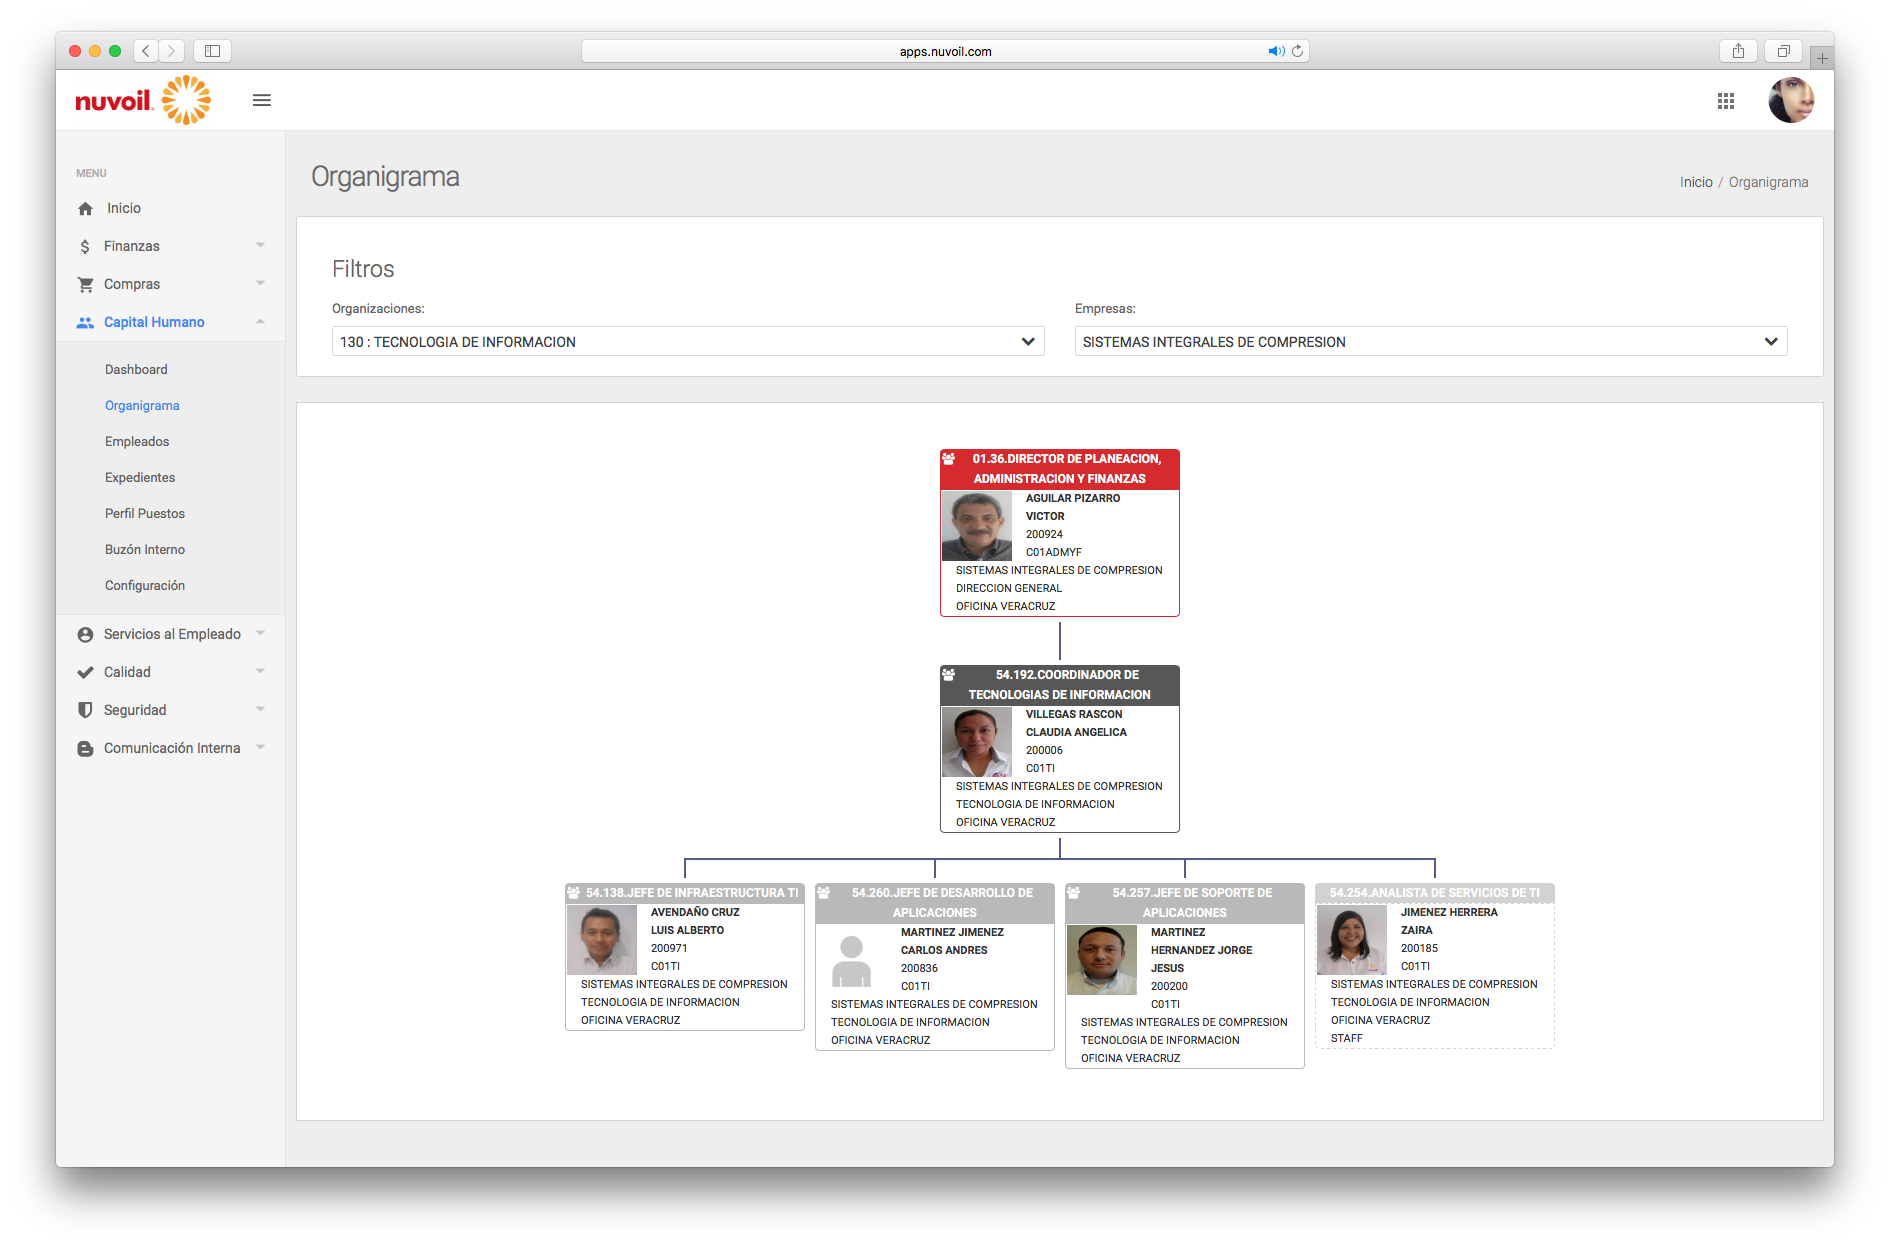 apps.nuvoil.com
nuvoil.
MENU
Inicio
Finanzas
Compras
Capital Humano
Dashboard
Organigrama
Empleados
Expedientes
Perfil Puestos
Buzón Interno
Configuración
Servicios al Empleado
Calidad
Seguridad
Comunicación Interna
Organigrama
Inicio / Organigrama
Filtros
Organizaciones:
130 : TECNOLOGIA DE INFORMACION
Empresas:
SISTEMAS INTEGRALES DE COMPRESION
01.36.DIRECTOR DE PLANEACION,
ADMINISTRACION Y FINANZAS
AGUILAR PIZARRO
VICTOR
200924
C01ADMYF
SISTEMAS INTEGRALES DE COMPRESION
DIRECCION GENERAL
OFICINA VERACRUZ
54.192.COORDINADOR DE
TECNOLOGIAS DE INFORMACION
VILLEGAS RASCON
CLAUDIA ANGELICA
200006
C01TI
SISTEMAS INTEGRALES DE COMPRESION
TECNOLOGIA DE INFORMACION
OFICINA VERACRUZ
54.138.JEFE DE INFRAESTRUCTURA TI
AVENDAÑO CRUZ
LUIS ALBERTO
200971
C01TI
SISTEMAS INTEGRALES DE COMPRESION
TECNOLOGIA DE INFORMACION
OFICINA VERACRUZ
54.260.JEFE DE DESARROLLO DE
APLICACIONES
MARTINEZ JIMENEZ
CARLOS ANDRES
200836
C01TI
SISTEMAS INTEGRALES DE COMPRESION
TECNOLOGIA DE INFORMACION
OFICINA VERACRUZ
54.257.JEFE DE SOPORTE DE
APLICACIONES
MARTINEZ
HERNANDEZ JORGE
JESUS
200200
C01TI
SISTEMAS INTEGRALES DE COMPRESION
TECNOLOGIA DE INFORMACION
OFICINA VERACRUZ
54.254.ANALISTA DE SERVICIOS DE TI
JIMENEZ HERRERA
ZAIRA
200185
C01TI
SISTEMAS INTEGRALES DE COMPRESION
TECNOLOGIA DE INFORMACION
OFICINA VERACRUZ
STAFF